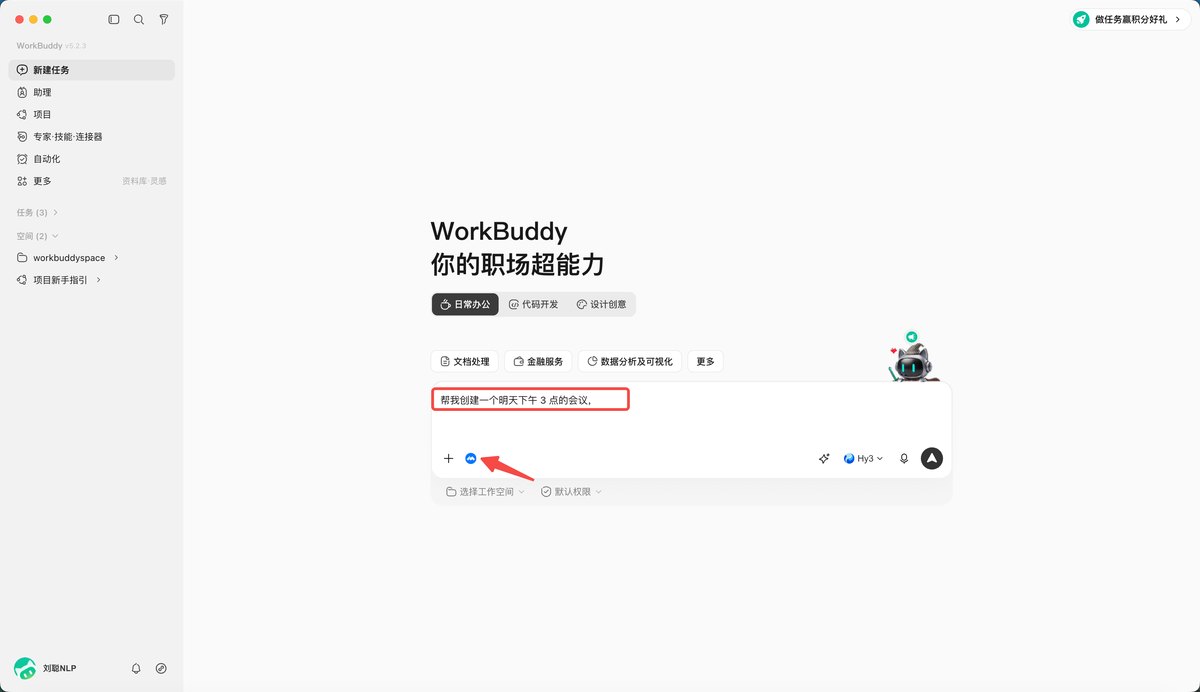 做任务赢积分好礼
WorkBuddy v5.2.3
新建任务
助理
项目
专家·技能·连接器
自动化
更多 资料库·灵感
任务 (3)
空间 (2)
workbuddyspace
项目新手指引
WorkBuddy
你的职场超能力
日常办公 代码开发 设计创意
文档处理 金融服务 数据分析及可视化 更多
帮我创建一个明天下午 3 点的会议,
Hy3
选择工作空间 默认权限
刘聪NLP